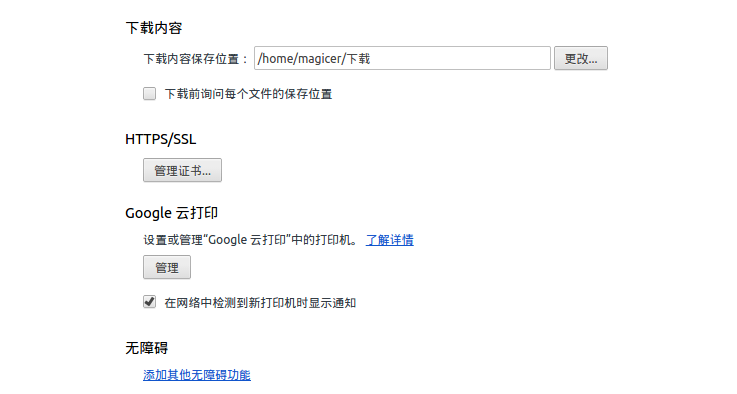 下载内容
下载内容保存位置： /home/magicer/下载 更改...
下载前询问每个文件的保存位置
HTTPS/SSL
管理证书...
Google 云打印
设置或管理“Google 云打印”中的打印机。 了解详情
管理
在网络中检测到新打印机时显示通知
无障碍
添加其他无障碍功能